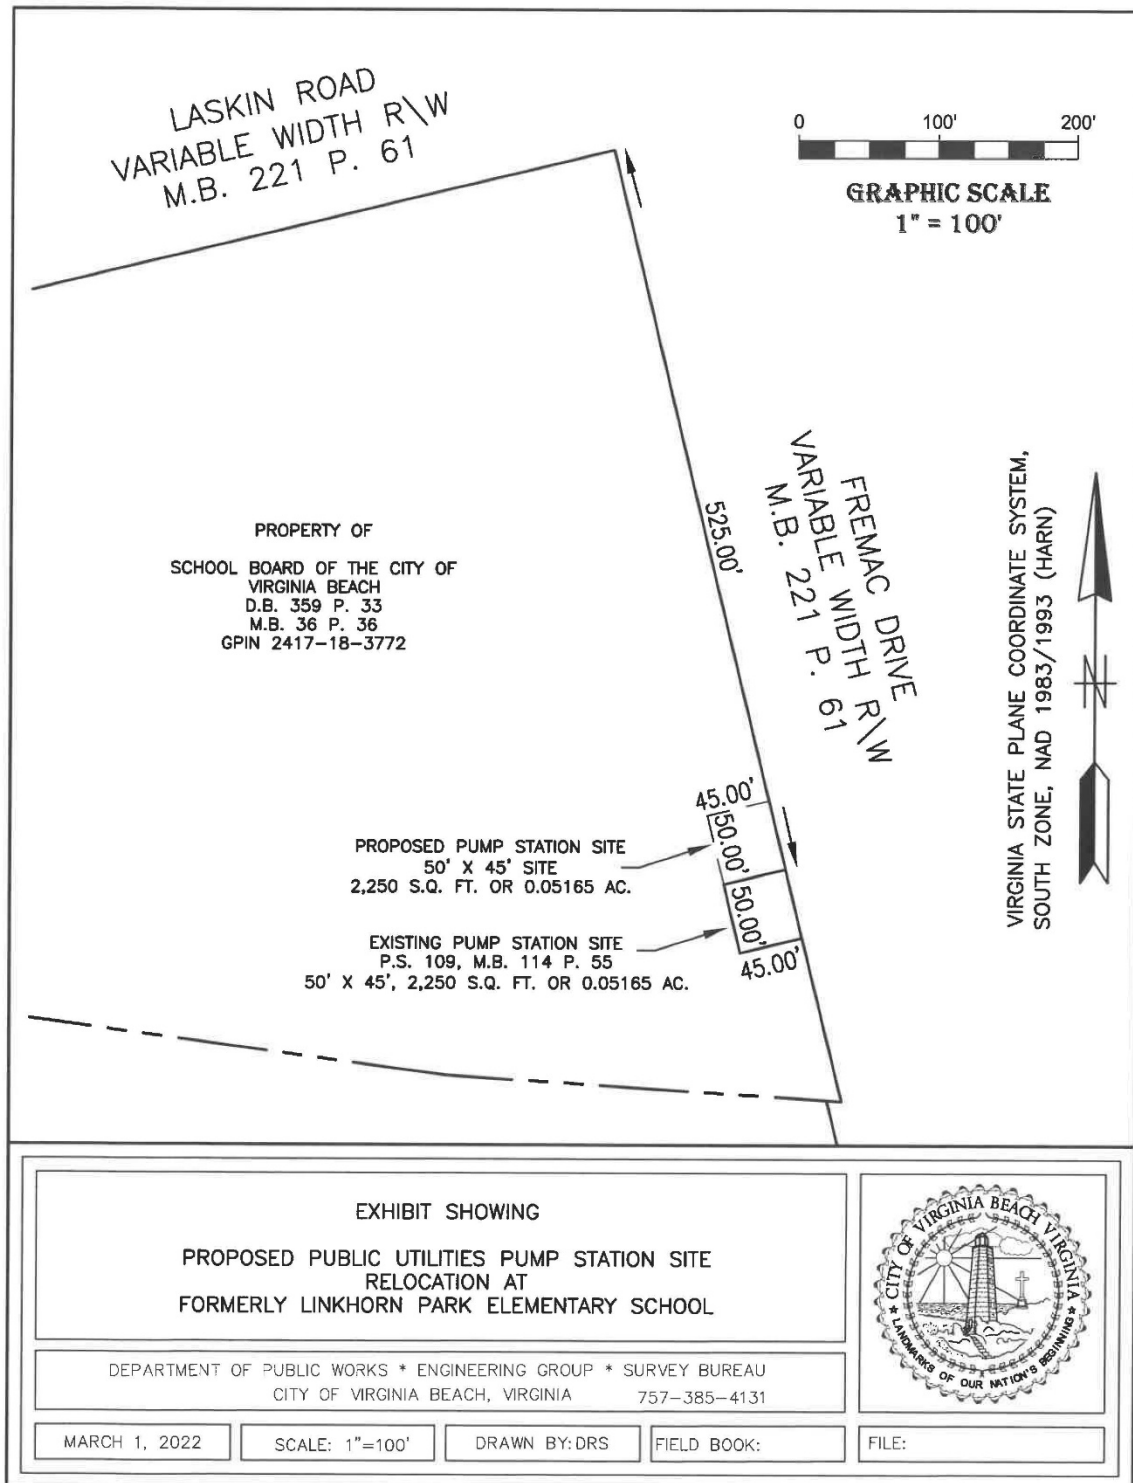 LASKIN ROAD
VARIABLE WIDTH R\W
M.B. 221 P. 61
0 100' 200'
GRAPHIC SCALE
1" = 100'
525.00'
FREMAC DRIVE
VARIABLE WIDTH R\W
M.B. 221 P. 61
VIRGINIA STATE PLANE COORDINATE SYSTEM,
SOUTH ZONE, NAD 1983/1993 (HARN)
N
PROPERTY OF
SCHOOL BOARD OF THE CITY OF
VIRGINIA BEACH
D.B. 359 P. 33
M.B. 36 P. 36
GPIN 2417-18-3772
45.00'
50.00'
PROPOSED PUMP STATION SITE
50' X 45' SITE
2,250 S.Q. FT. OR 0.05165 AC.
50.00'
45.00'
EXISTING PUMP STATION SITE
P.S. 109, M.B. 114 P. 55
50' X 45', 2,250 S.Q. FT. OR 0.05165 AC.
EXHIBIT SHOWING
PROPOSED PUBLIC UTILITIES PUMP STATION SITE
RELOCATION AT
FORMERLY LINKHORN PARK ELEMENTARY SCHOOL
CITY OF VIRGINIA BEACH VIRGINIA
* LANDMARKS OF OUR NATION'S BEGINNING *
DEPARTMENT OF PUBLIC WORKS * ENGINEERING GROUP * SURVEY BUREAU
CITY OF VIRGINIA BEACH, VIRGINIA 757-385-4131
MARCH 1, 2022
SCALE: 1"=100'
DRAWN BY: DRS
FIELD BOOK:
FILE: